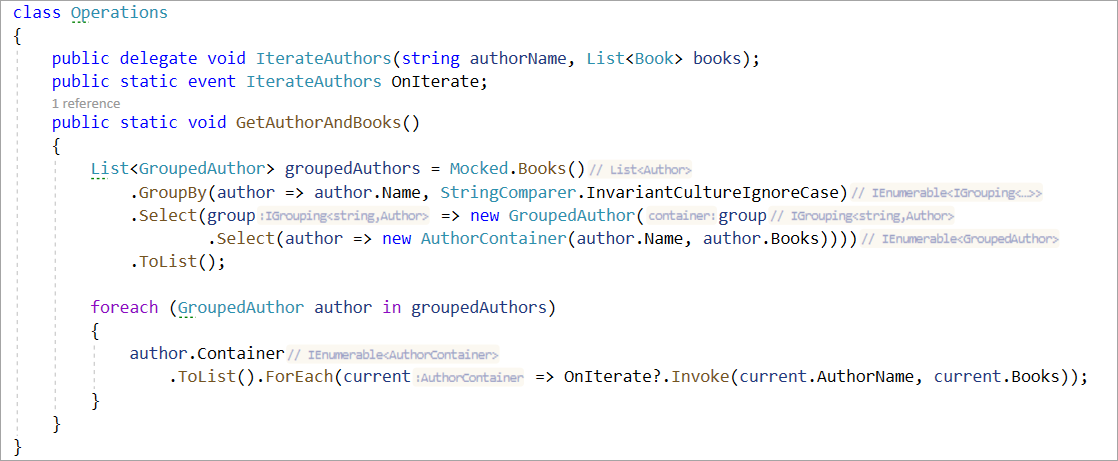 class Operations
{
    public delegate void IterateAuthors(string authorName, List<Book> books);
    public static event IterateAuthors OnIterate;
    1 reference
    public static void GetAuthorAndBooks()
    {
        List<GroupedAuthor> groupedAuthors = Mocked.Books() // List<Author>
            .GroupBy(author => author.Name, StringComparer.InvariantCultureIgnoreCase) // IEnumerable<IGrouping<…>>
            .Select(group :IGrouping<string,Author> => new GroupedAuthor( container: group // IGrouping<string,Author>
                    .Select(author => new AuthorContainer(author.Name, author.Books)))) // IEnumerable<GroupedAuthor>
            .ToList();
        foreach (GroupedAuthor author in groupedAuthors)
        {
            author.Container // IEnumerable<AuthorContainer>
                .ToList().ForEach(current :AuthorContainer => OnIterate?.Invoke(current.AuthorName, current.Books));
        }
    }
}